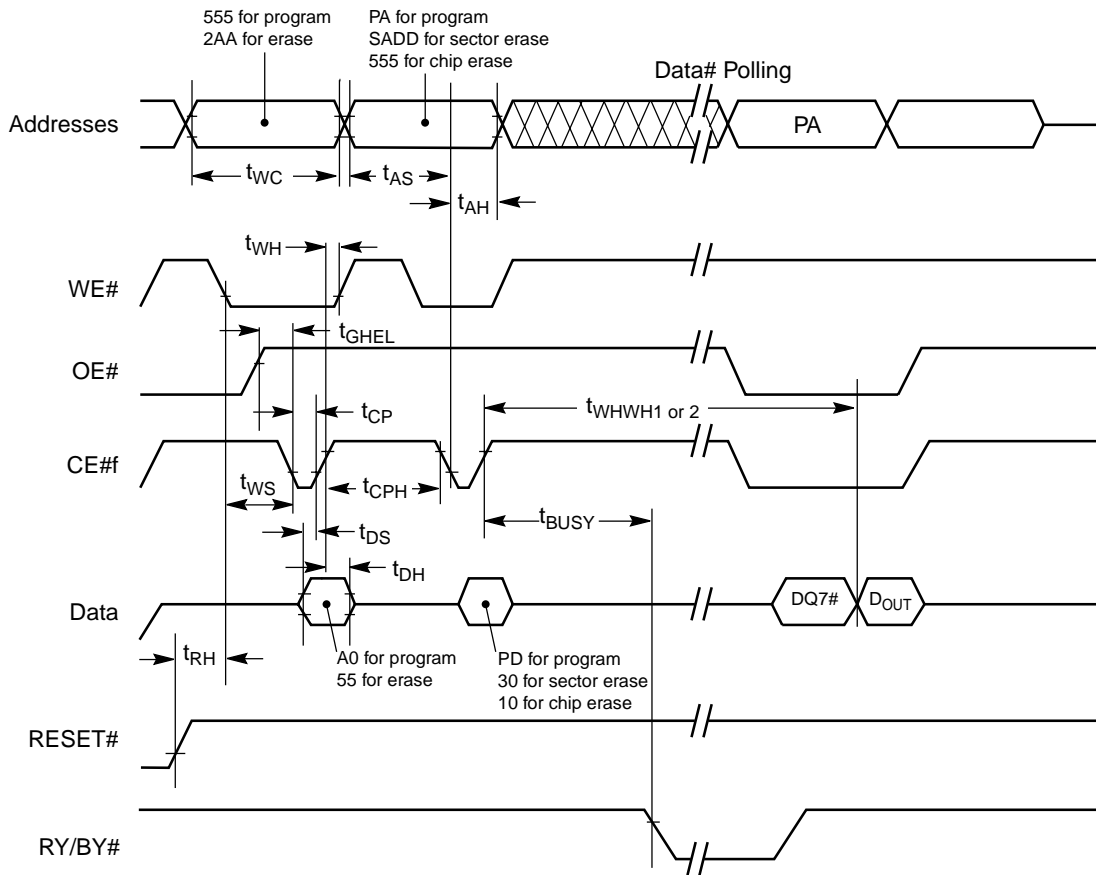 555 for program
2AA for erase
PA for program
SADD for sector erase
555 for chip erase
Data# Polling
Addresses
PA
tWC
tAS
tAH
tWH
WE#
tGHEL
OE#
tWHWH1 or 2
tCP
CE#f
tWS
tCPH
tBUSY
tDS
tDH
Data
DQ7#
DOUT
tRH
A0 for program
55 for erase
PD for program
30 for sector erase
10 for chip erase
RESET#
RY/BY#